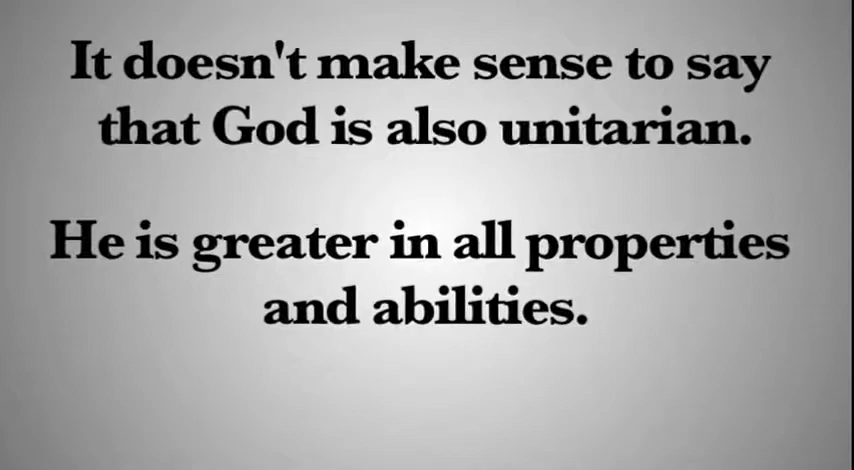 It doesn't make sense to say
that God is also unitarian.
He is greater in all properties
and abilities.